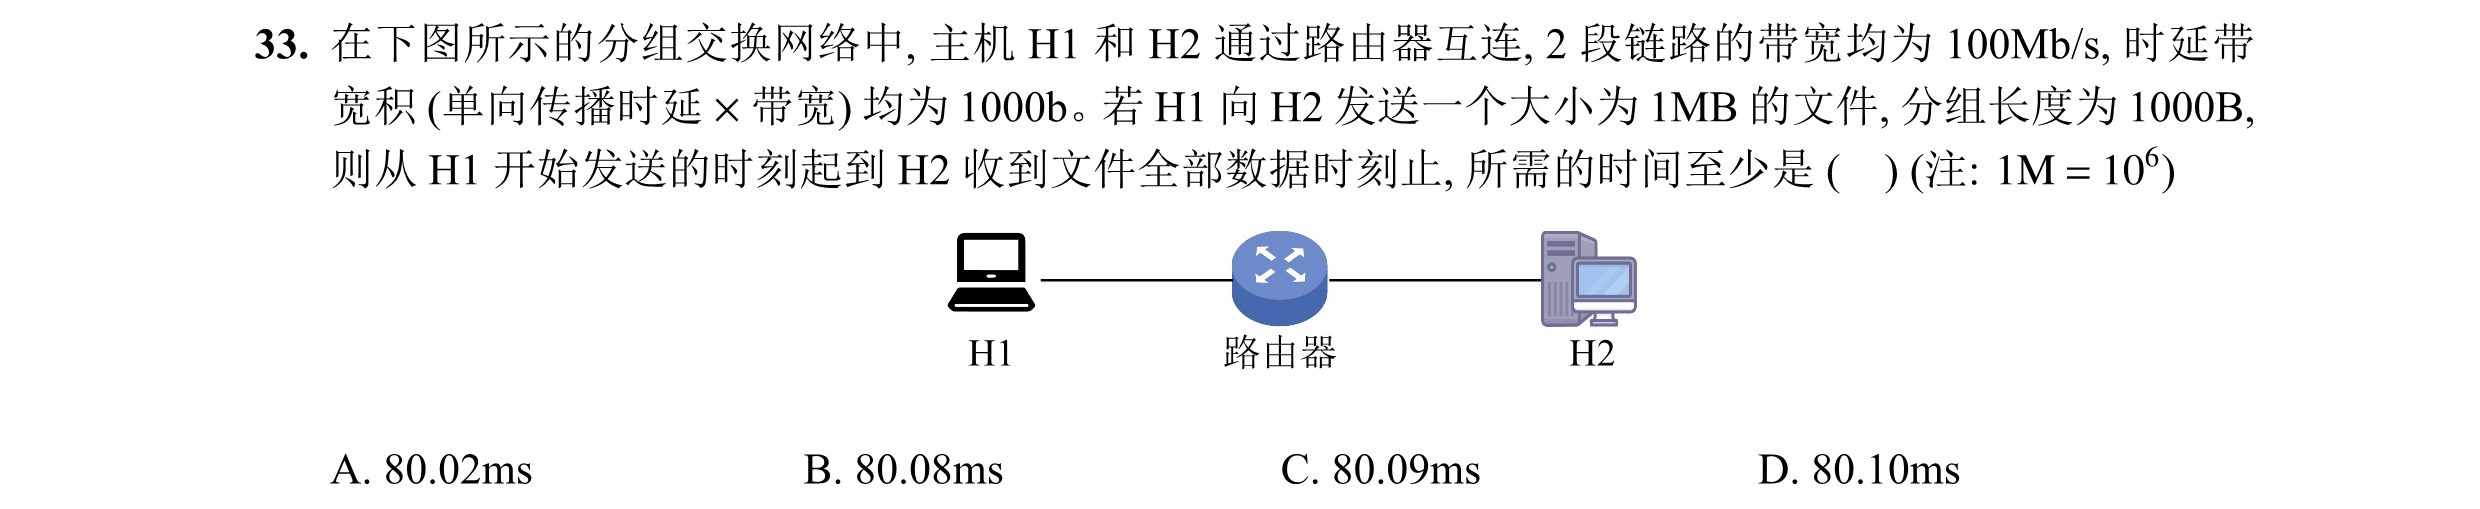 33. 在下图所示的分组交换网络中, 主机 H1 和 H2 通过路由器互连, 2 段链路的带宽均为 100Mb/s, 时延带
宽积 (单向传播时延 × 带宽) 均为 1000b。若 H1 向 H2 发送一个大小为 1MB 的文件, 分组长度为 1000B,
则从 H1 开始发送的时刻起到 H2 收到文件全部数据时刻止, 所需的时间至少是 ( ) (注: 1M = 10⁶)
H1 路由器 H2
A. 80.02ms B. 80.08ms C. 80.09ms D. 80.10ms